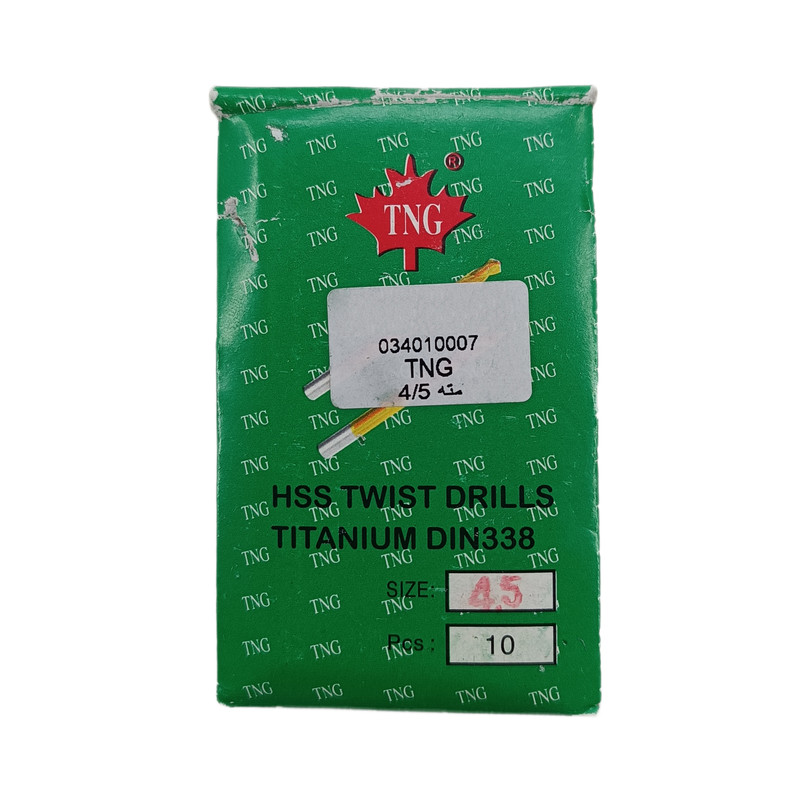 TNG®
034010007
TNG
مته 4/5
HSS TWIST DRILLS
TITANIUM DIN338
SIZE: 4.5
Pcs : 10